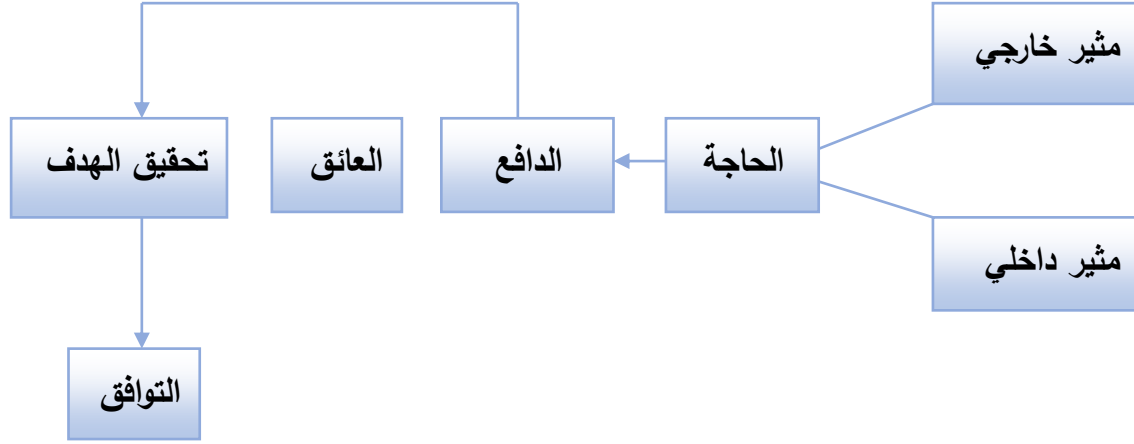 مثير خارجي
الحاجة
الدافع
العائق
تحقيق الهدف
مثير داخلي
التوافق